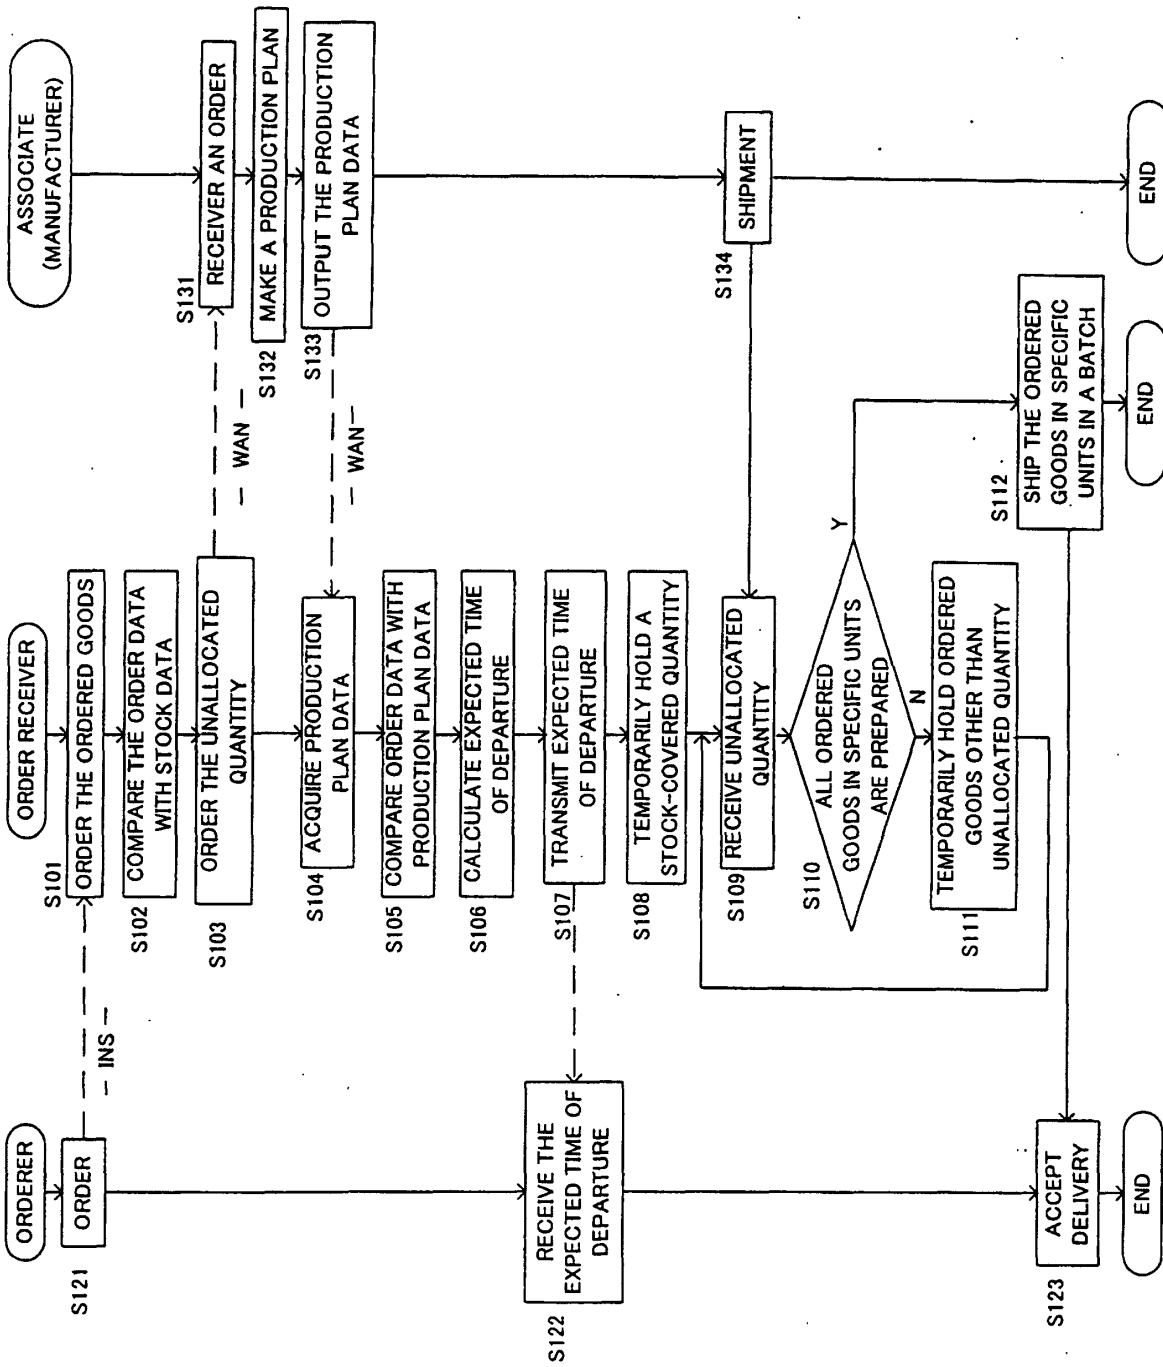 ORDERER
S121
ORDER
— INS —
S122
RECEIVE THE
EXPECTED TIME OF
DEPARTURE
S123
ACCEPT
DELIVERY
END
ORDER RECEIVER
S101
ORDER THE ORDERED GOODS
S102
COMPARE THE ORDER DATA
WITH STOCK DATA
S103
ORDER THE UNALLOCATED
QUANTITY
— WAN —
S104
ACQUIRE PRODUCTION
PLAN DATA
— WAN —
S105
COMPARE ORDER DATA WITH
PRODUCTION PLAN DATA
S106
CALCULATE EXPECTED TIME
OF DEPARTURE
S107
TRANSMIT EXPECTED TIME
OF DEPARTURE
S108
TEMPORARILY HOLD A
STOCK-COVERED QUANTITY
S109
RECEIVE UNALLOCATED
QUANTITY
S110
ALL ORDERED
GOODS IN SPECIFIC UNITS
ARE PREPARED
Y
N
S111
TEMPORARILY HOLD ORDERED
GOODS OTHER THAN
UNALLOCATED QUANTITY
S112
SHIP THE ORDERED
GOODS IN SPECIFIC
UNITS IN A BATCH
END
ASSOCIATE
(MANUFACTURER)
S131
RECEIVER AN ORDER
S132
MAKE A PRODUCTION PLAN
S133
OUTPUT THE PRODUCTION
PLAN DATA
S134
SHIPMENT
END